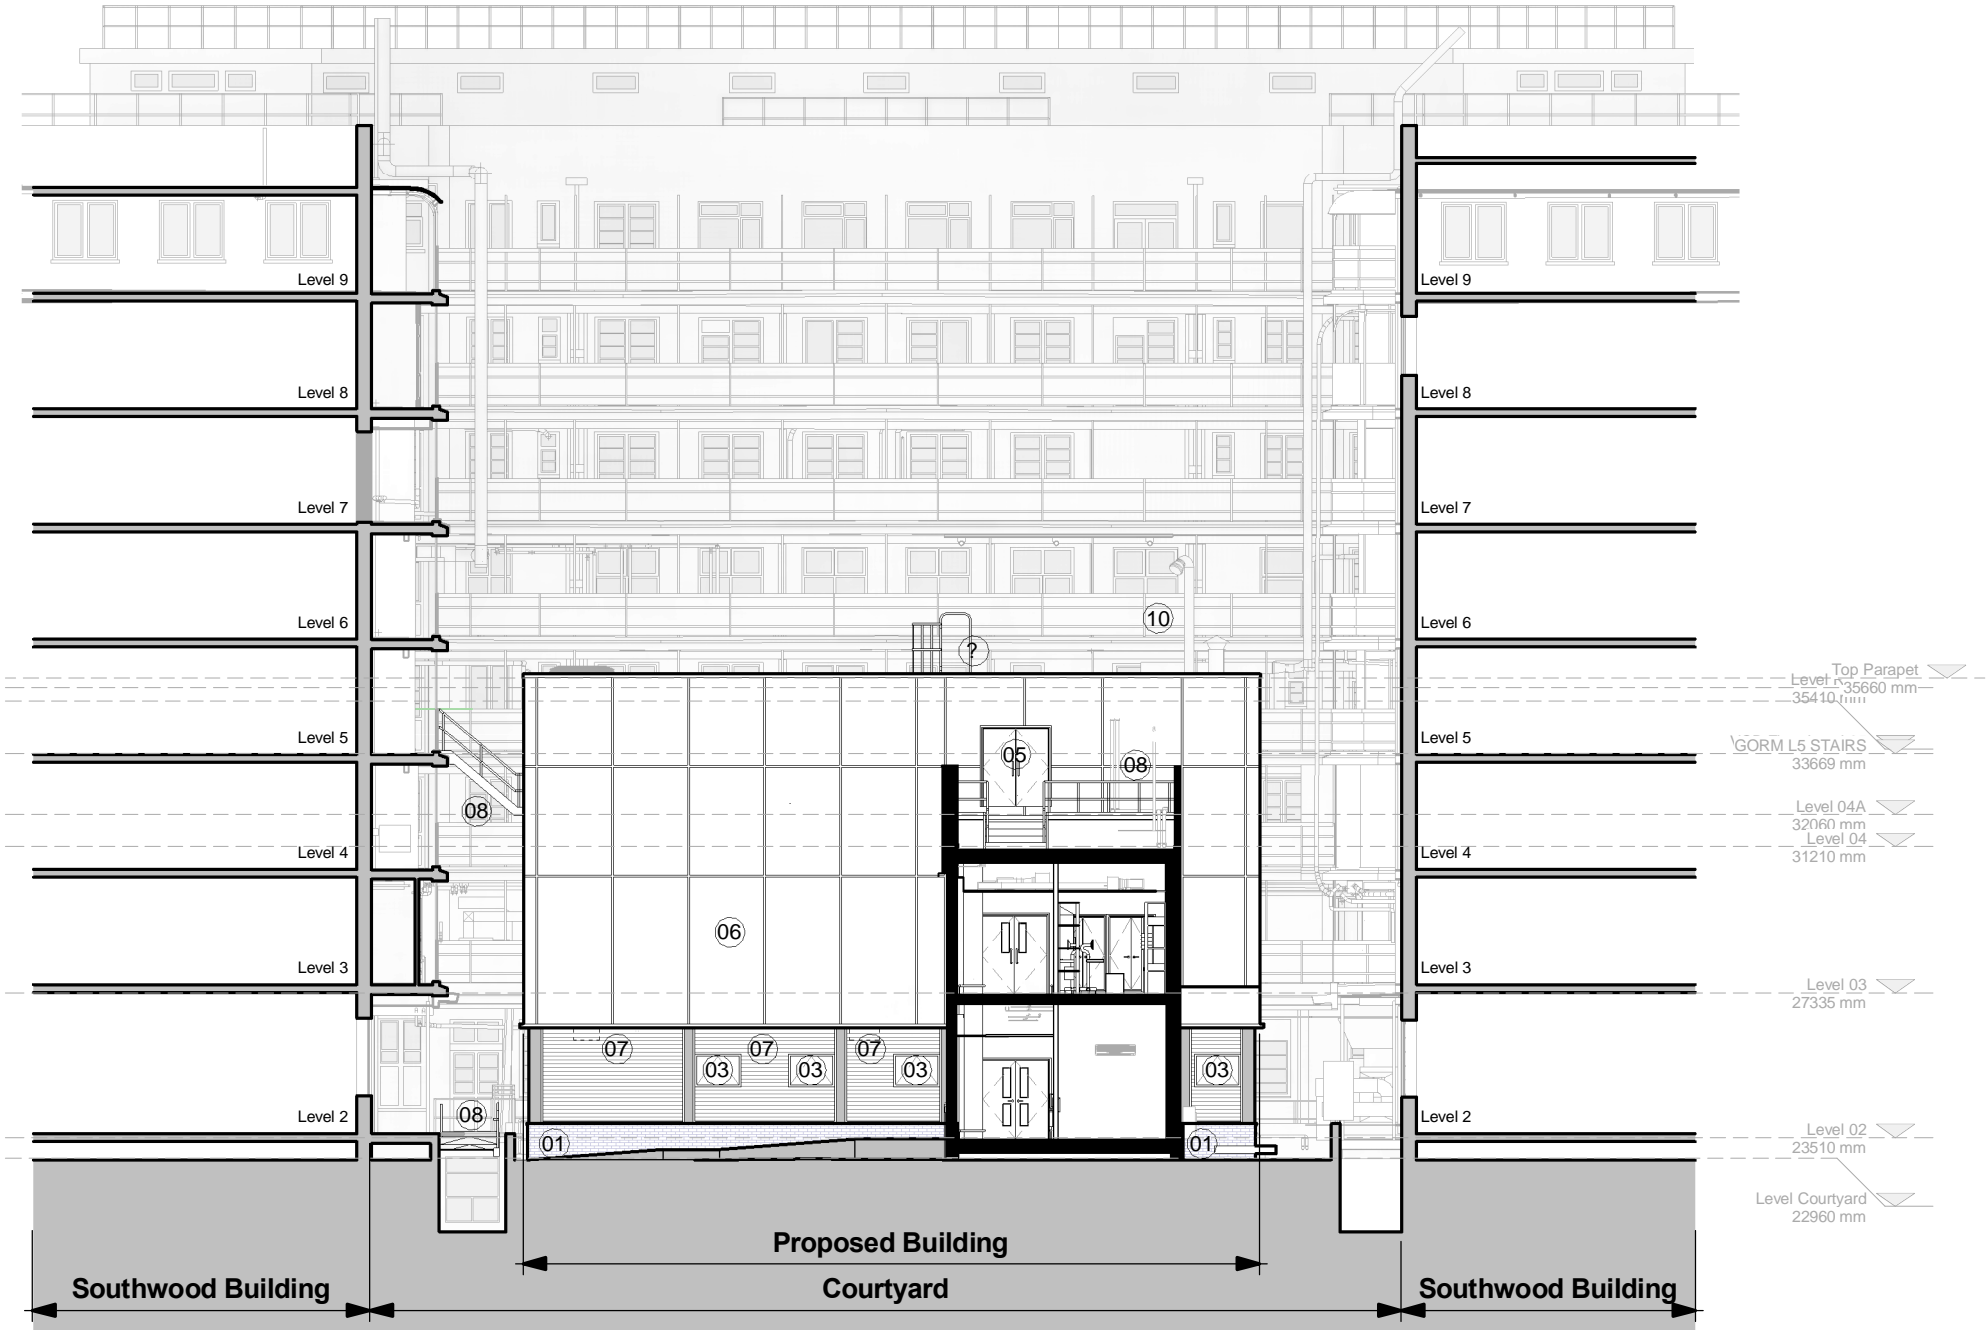 Level 9
Level 9
Level 8
Level 8
Level 7
Level 7
Level 6
Level 6
10
?
Top Parapet
35660 mm
35410 mm
Level 5
05
08
Level 5
GORM L5 STAIRS
33669 mm
08
Level 04A
32060 mm
Level 4
Level 4
Level 04
31210 mm
06
Level 3
Level 3
Level 03
27335 mm
07
07
07
03
03
03
03
Level 2
08
Level 2
01
01
Level 02
23510 mm
Level Courtyard
22960 mm
Proposed Building
Southwood Building
Courtyard
Southwood Building